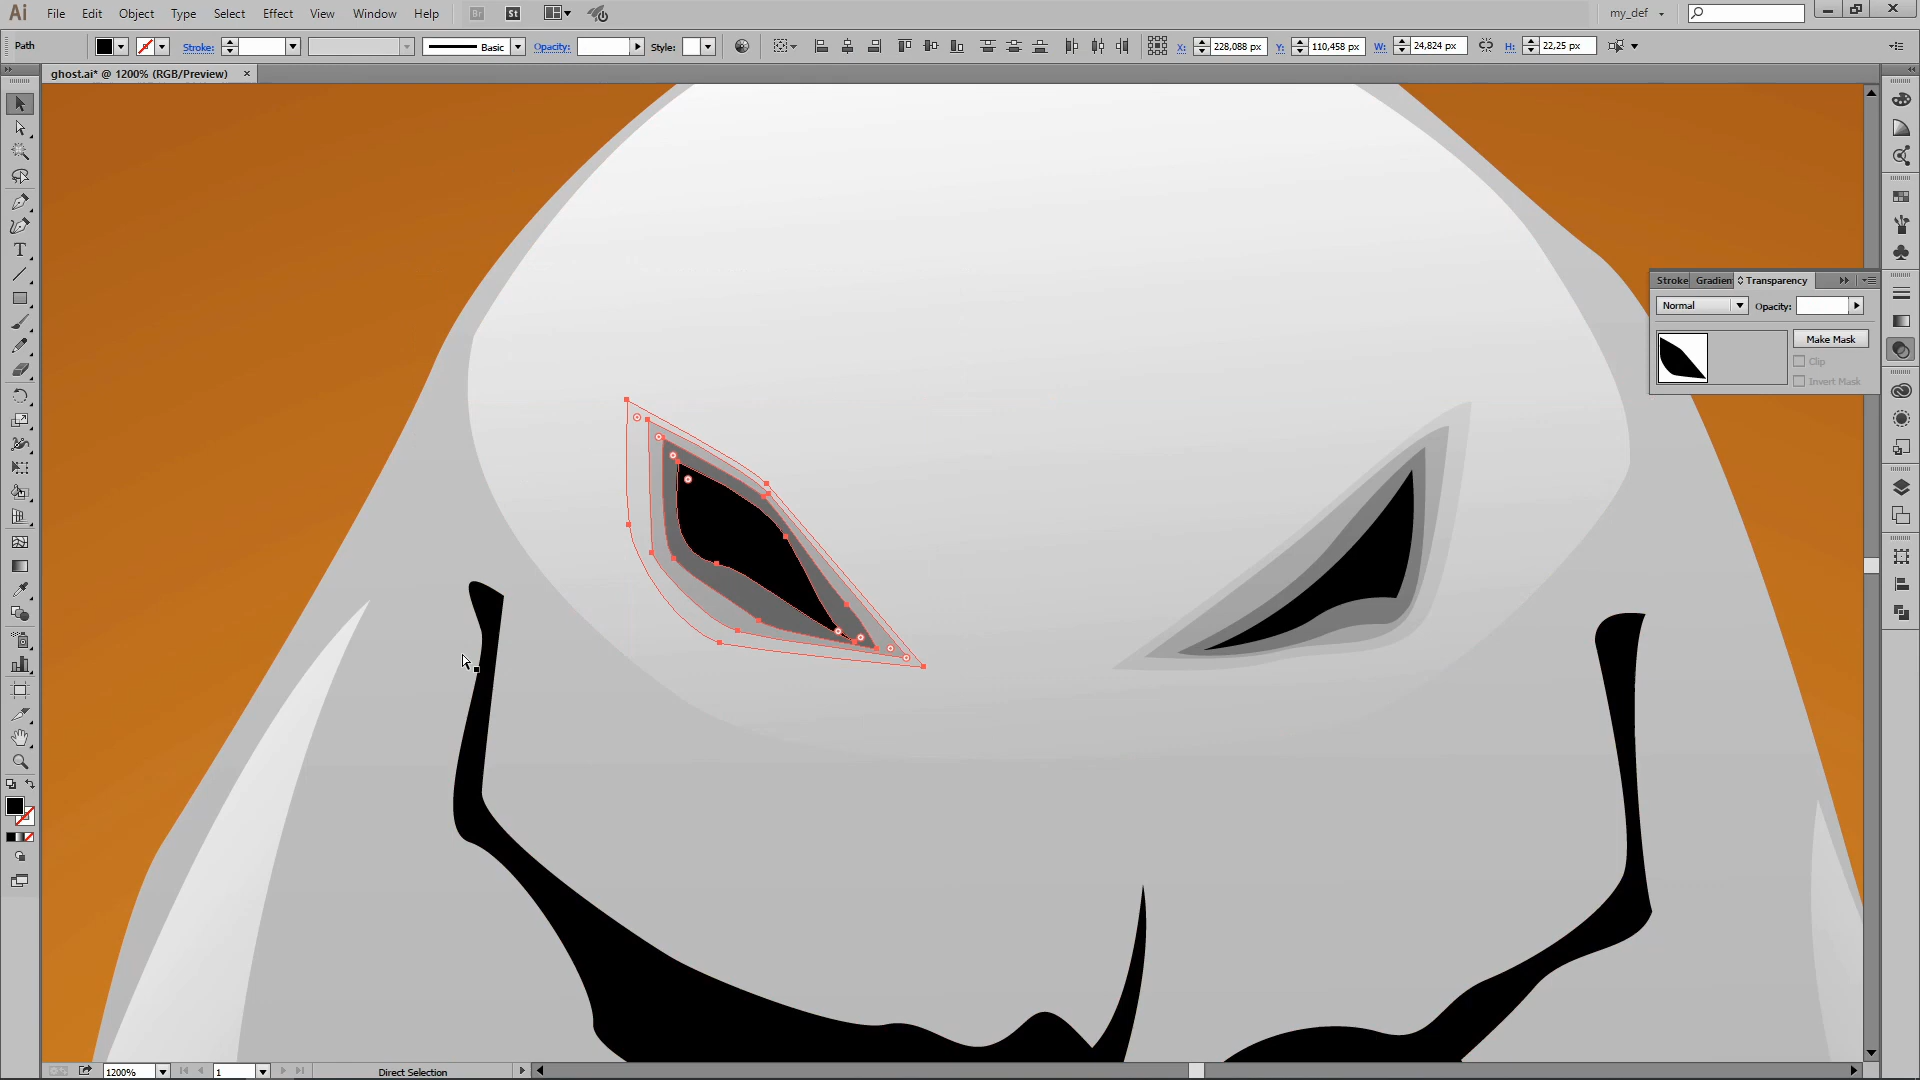 Ai File Edit Object Type Select Effect View Window Help Br St my_def
Path Stroke: Basic Opacity: Style: X: 228,088 px Y: 110,458 px W: 24,824 px H: 22,25 px
ghost.ai* @ 1200% (RGB/Preview) ×
Stroke Gradien Transparency
Normal Opacity:
Make Mask
Clip
Invert Mask
T
1200% 1 Direct Selection